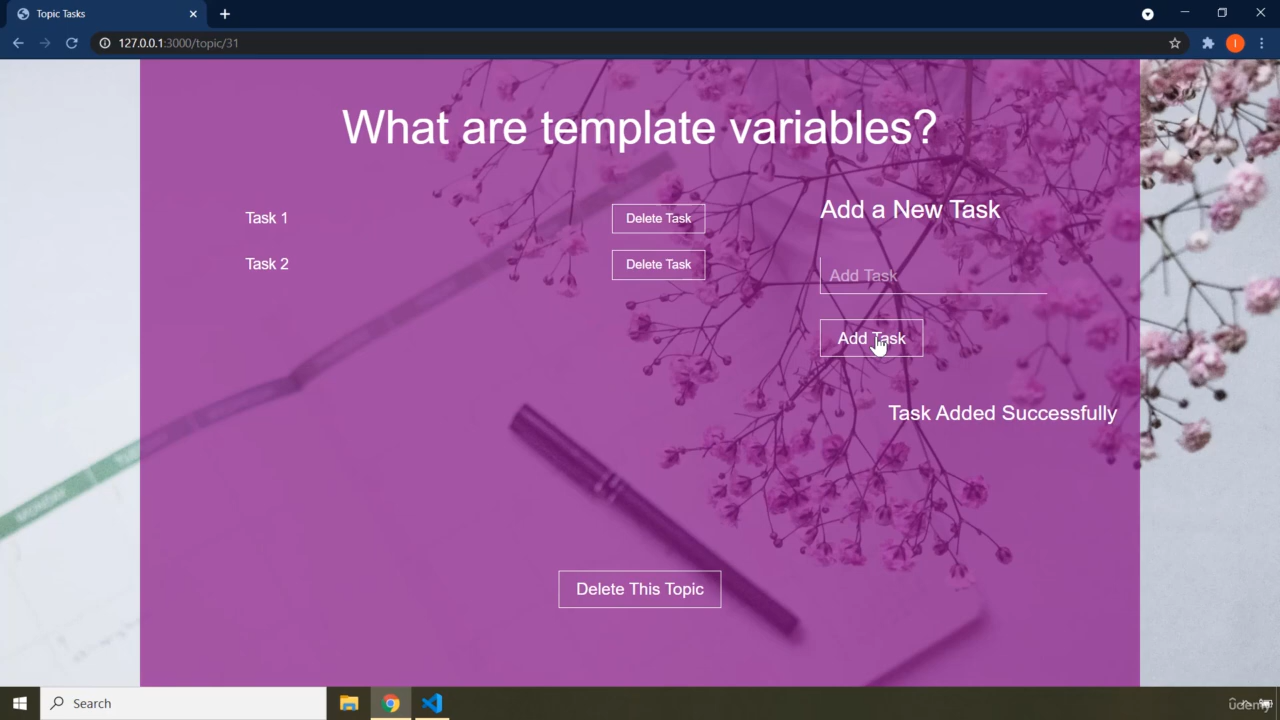 Topic Tasks
127.0.0.1:3000/topic/31
I
What are template variables?
Task 1
Delete Task
Add a New Task
Task 2
Delete Task
Add Task
Add Task
Task Added Successfully
Delete This Topic
Search
udemy